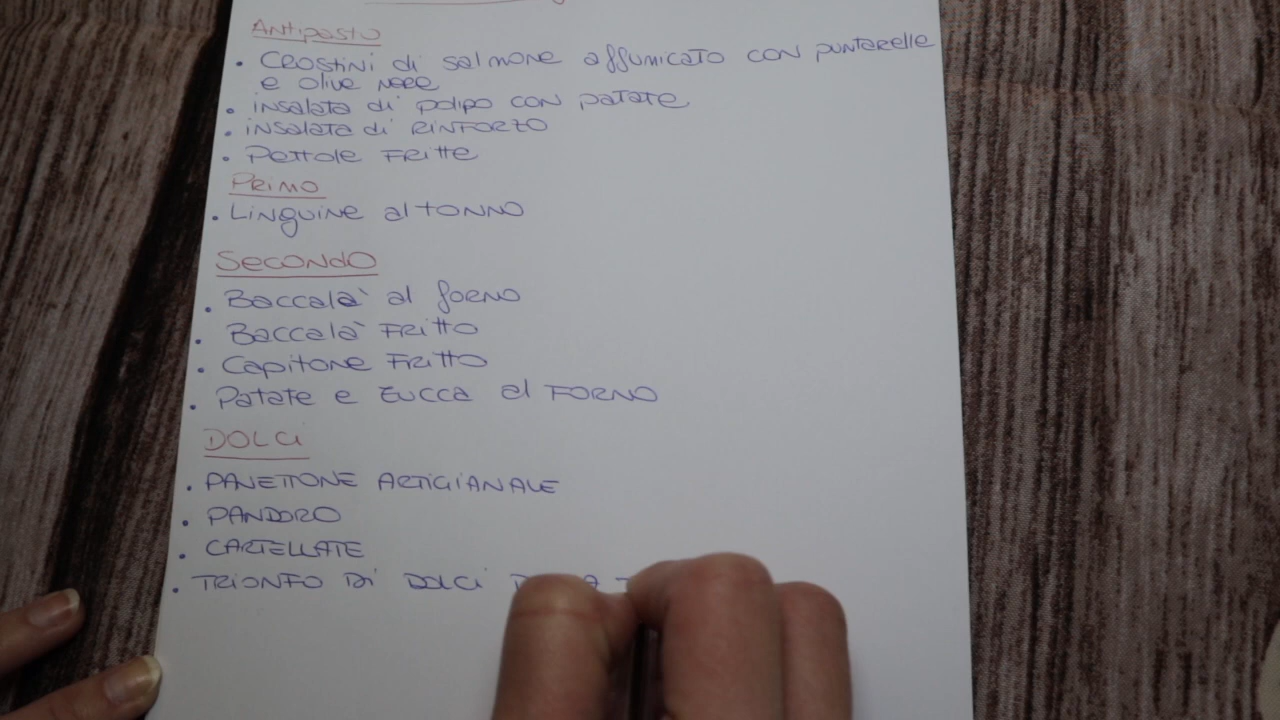 Antipasto
• Crostini di salmone affumicato con puntarelle
e olive nere
• insalata di polipo con patate
• insalata di RINFORZO
• Pettole Fritte
Primo
• Linguine al tonno
Secondo
• Baccala' al forno
• Baccala' Fritto
• Capitone Fritto
• Patate e zucca al FORNO
DOLCi
• PANETTONE ARTIGIANALE
• PANDORO
• CARTELLATE
• TRIONFO Di DOLCi